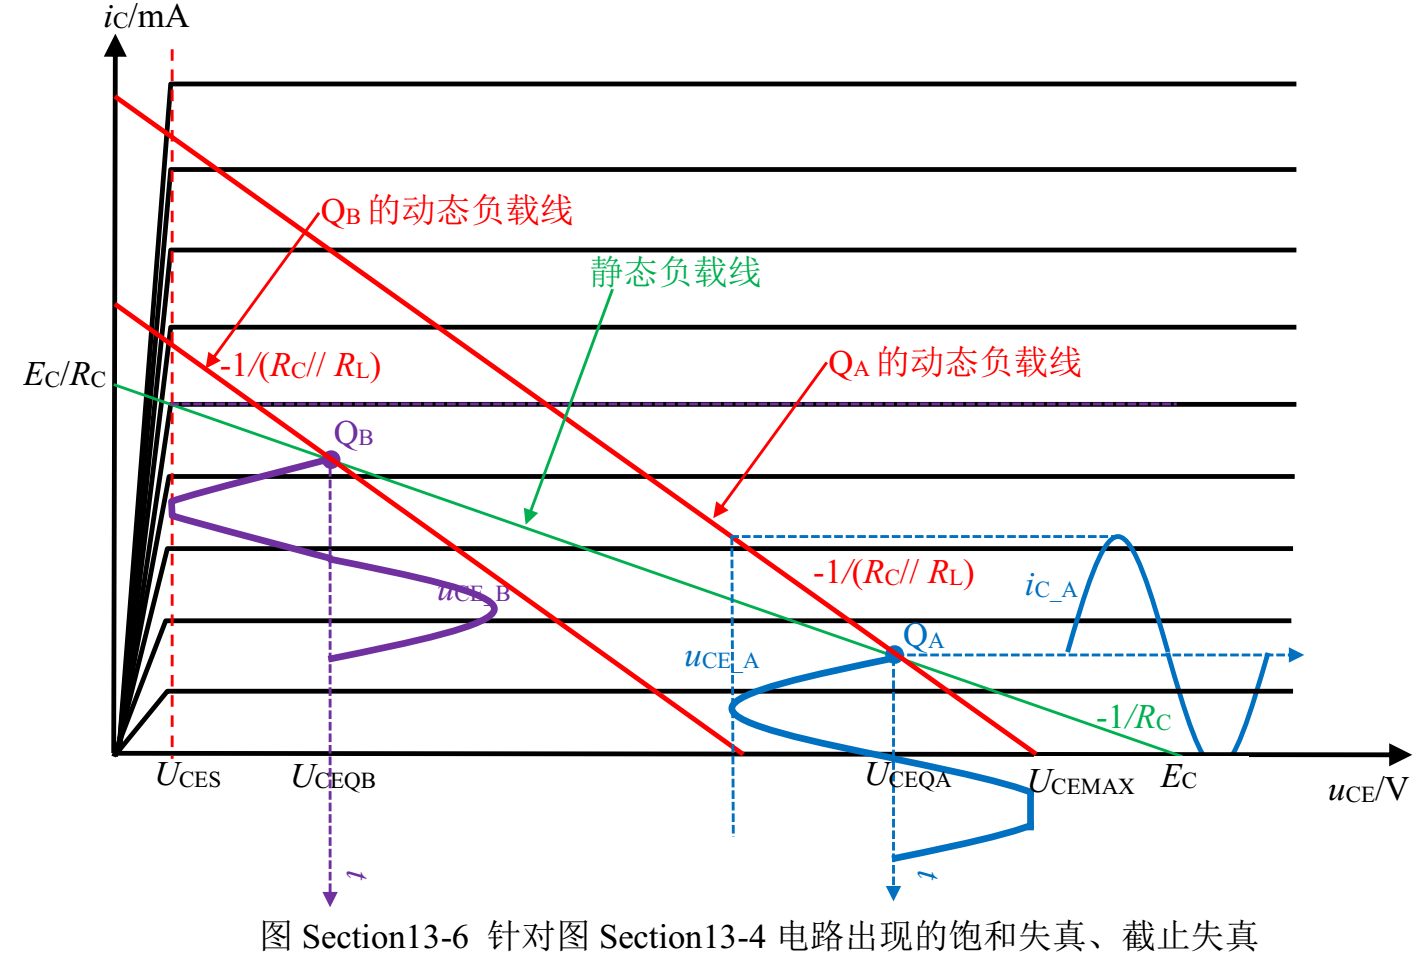 iC/mA
QB 的动态负载线
静态负载线
-1/(RC// RL)
QA 的动态负载线
EC/RC
QB
-1/(RC// RL)
iC_A
uCE_B
QA
uCE_A
-1/RC
UCES
UCEQB
UCEQA
UCEMAX
EC
uCE/V
t
t
图 Section13-6 针对图 Section13-4 电路出现的饱和失真、截止失真